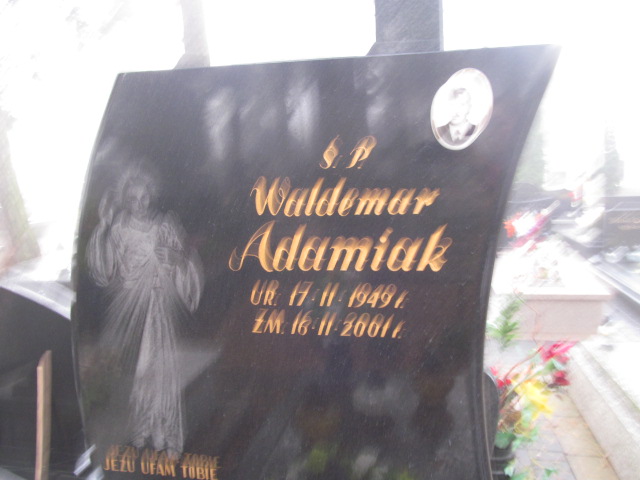 Ś. P.
Waldemar
Adamiak
UR. 17.11.1949 r.
ZM. 16.11.2001 r.
JEZU UFAM TOBIE